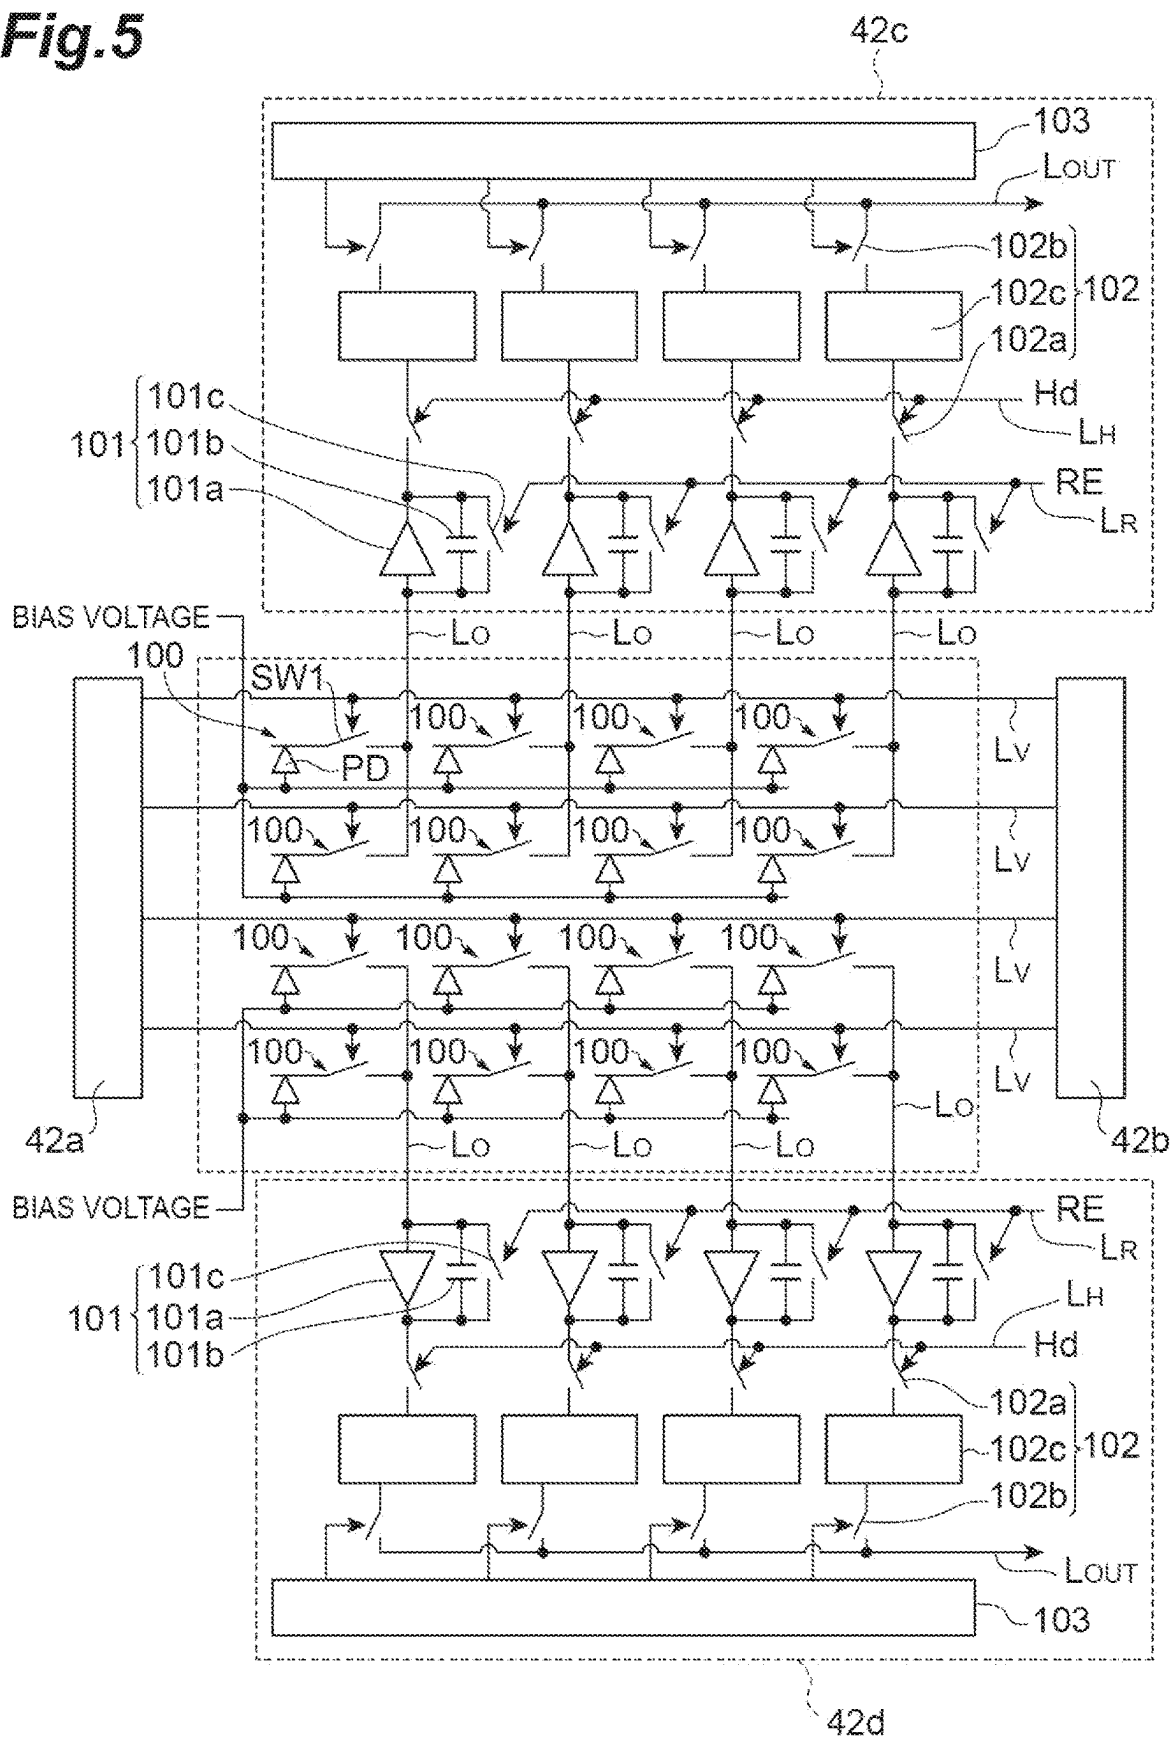 Fig.5
42c
103
LOUT
102b
102c
102
102a
Hd
LH
101c
101b
101
101a
RE
LR
BIAS VOLTAGE
LO LO LO LO
100
SW1
100 100 100
PD
LV
100 100 100 100
LV
100 100 100 100
LV
100 100 100 100
LV
LO
42a
42b
LO LO LO
BIAS VOLTAGE
RE
LR
101c
101a
101
101b
LH
Hd
102a
102c
102
102b
LOUT
103
42d